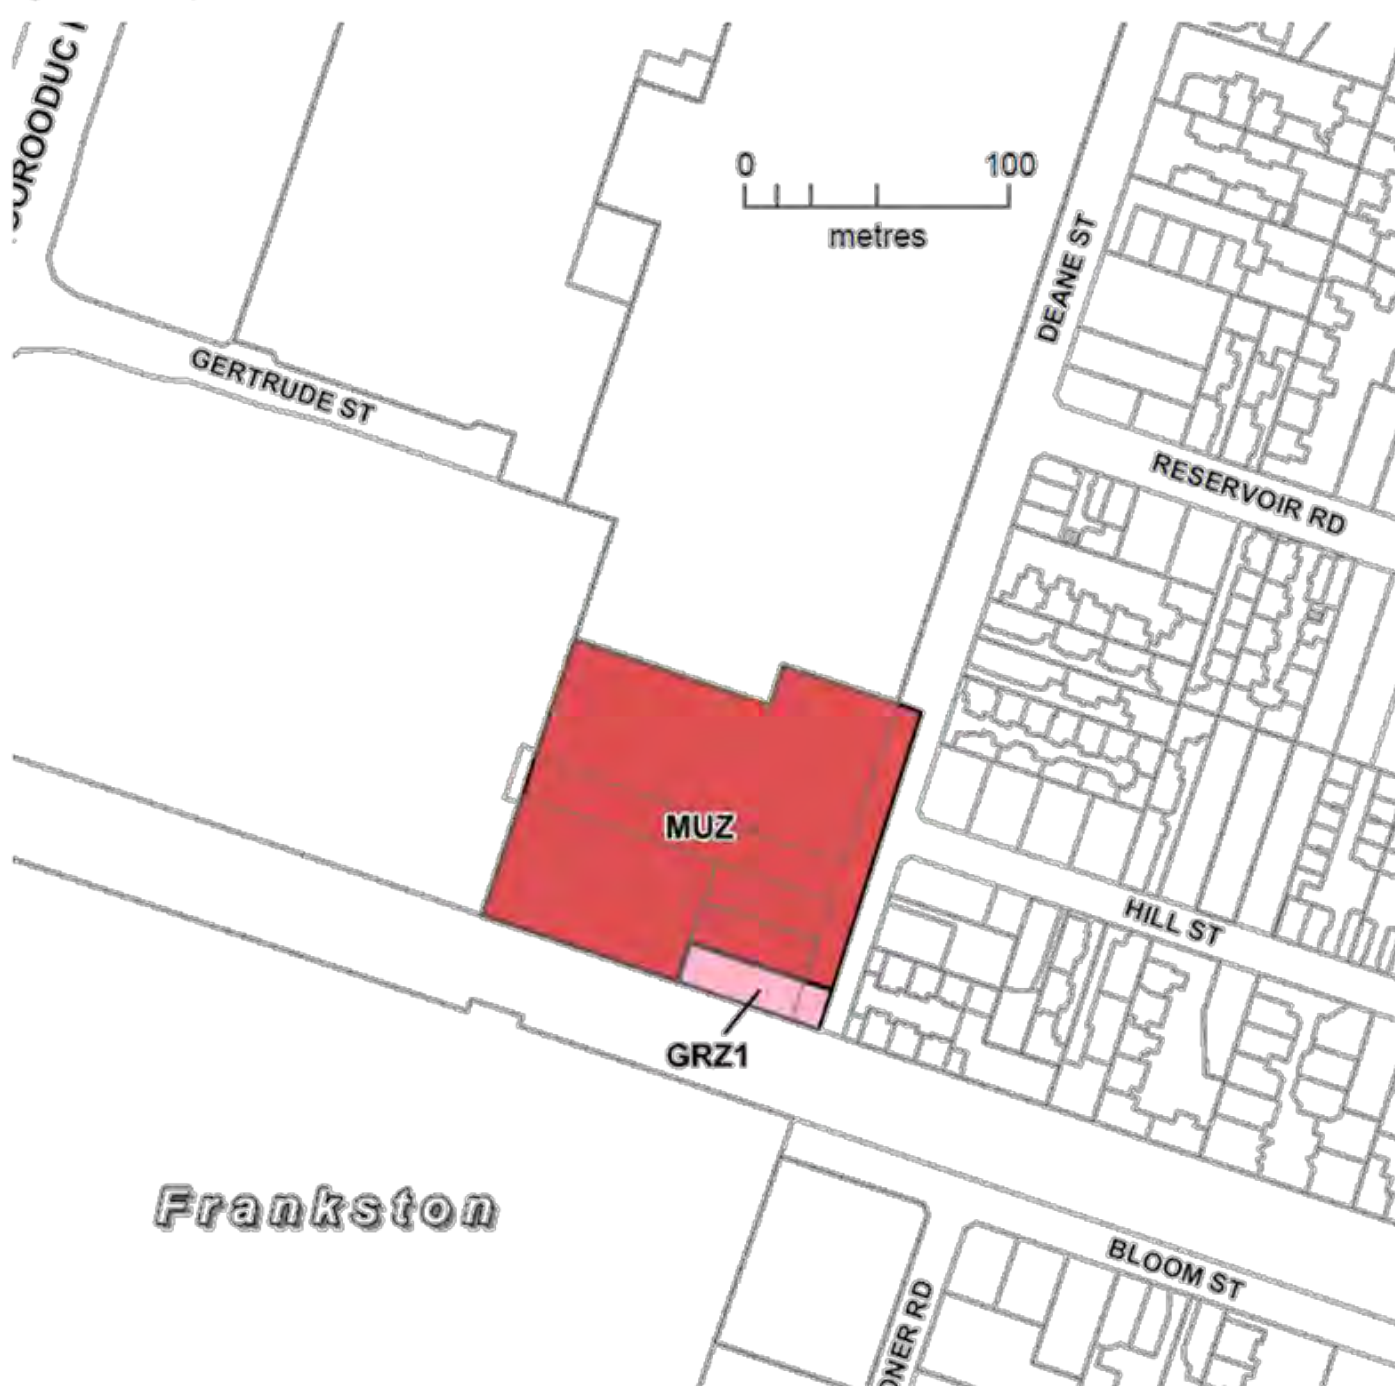 0 100
metres
DEANE ST
GERTRUDE ST
RESERVOIR RD
MUZ
HILL ST
GRZ1
Frankston
BLOOM ST